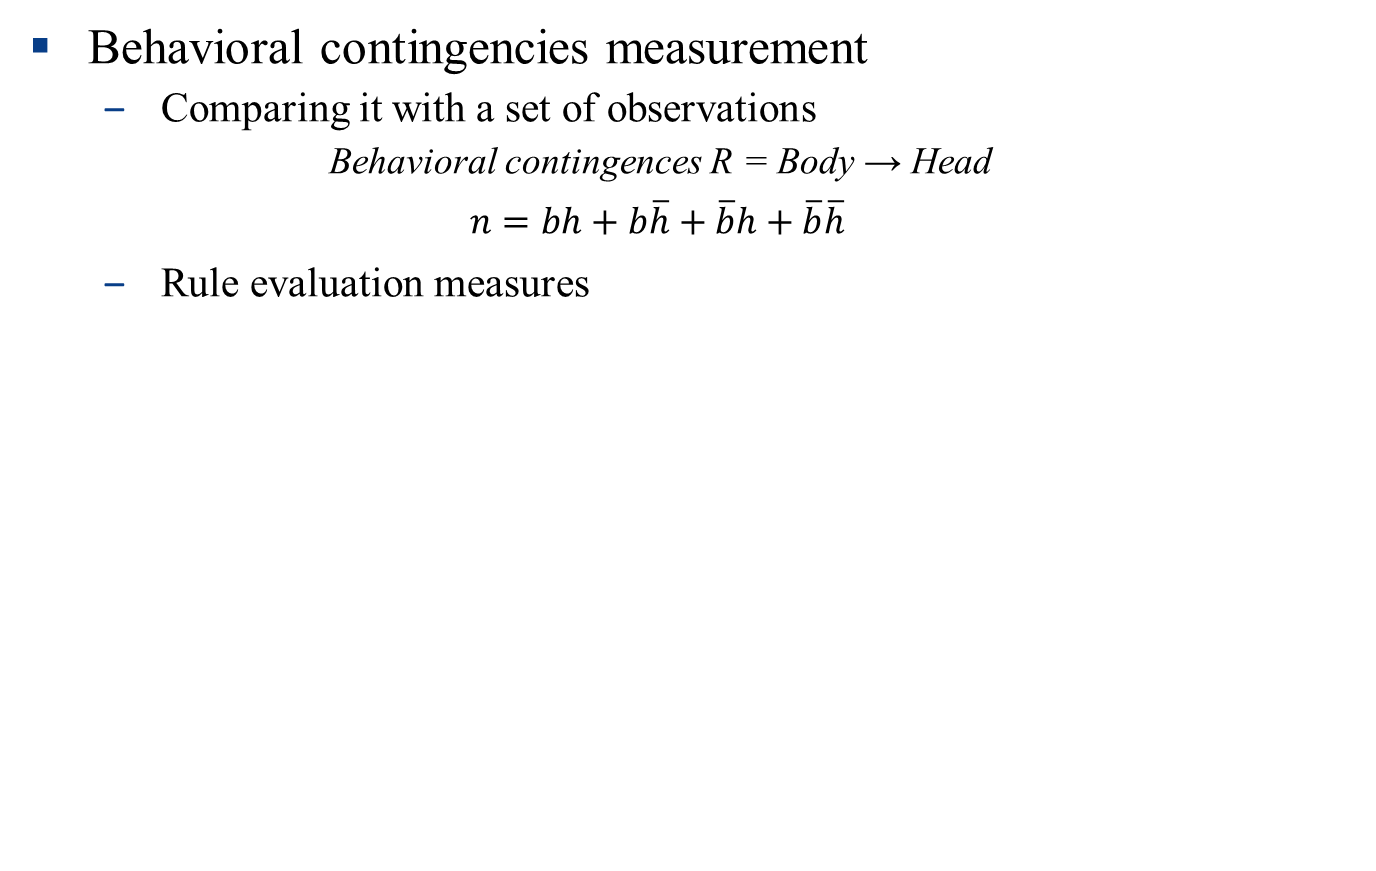 ▪ Behavioral contingencies measurement
– Comparing it with a set of observations
Behavioral contingences R = Body → Head
n = bh + bh̅ + b̅h + b̅h̅
– Rule evaluation measures